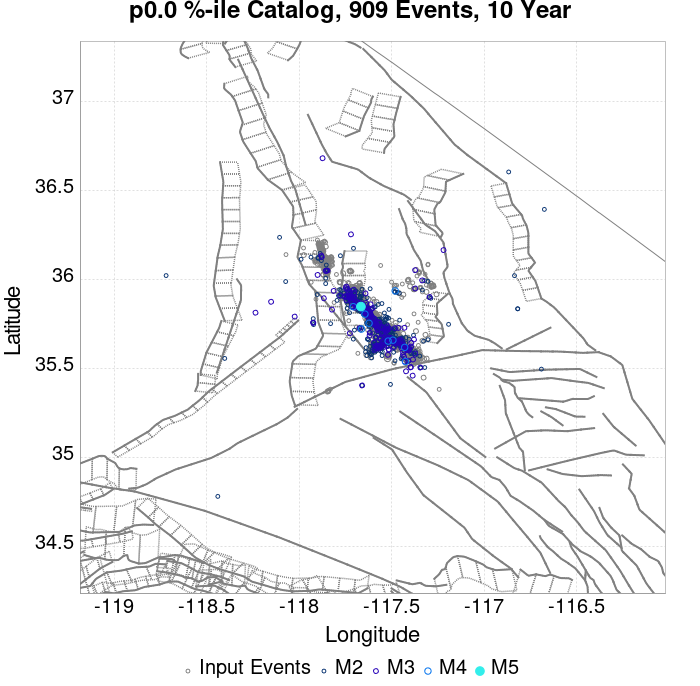 p0.0 %-ile Catalog, 909 Events, 10 Year
37
36.5
36
35.5
35
34.5
Latitude
-119
-118.5
-118
-117.5
-117
-116.5
Longitude
Input Events
M2
M3
M4
M5